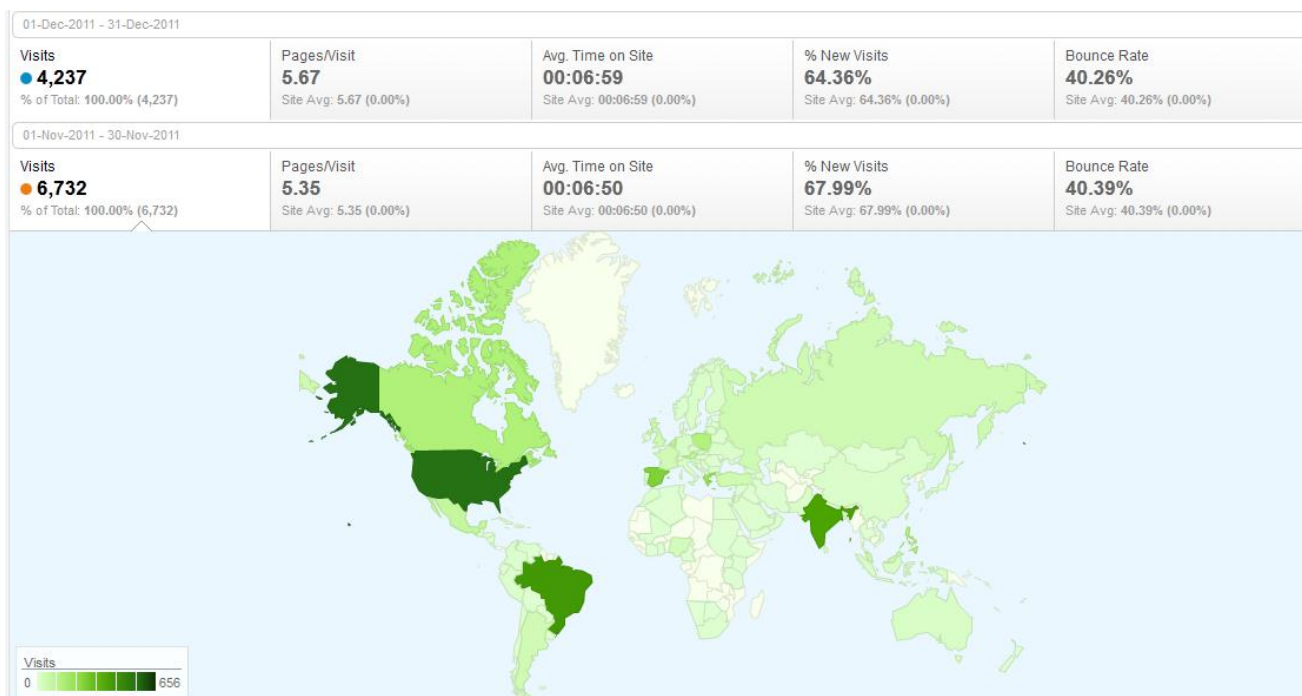 01-Dec-2011 - 31-Dec-2011
Visits Pages/Visit Avg. Time on Site % New Visits Bounce Rate
4,237 5.67 00:06:59 64.36% 40.26%
% of Total: 100.00% (4,237) Site Avg: 5.67 (0.00%) Site Avg: 00:06:59 (0.00%) Site Avg: 64.36% (0.00%) Site Avg: 40.26% (0.00%)
01-Nov-2011 - 30-Nov-2011
Visits Pages/Visit Avg. Time on Site % New Visits Bounce Rate
6,732 5.35 00:06:50 67.99% 40.39%
% of Total: 100.00% (6,732) Site Avg: 5.35 (0.00%) Site Avg: 00:06:50 (0.00%) Site Avg: 67.99% (0.00%) Site Avg: 40.39% (0.00%)
Visits
0 656